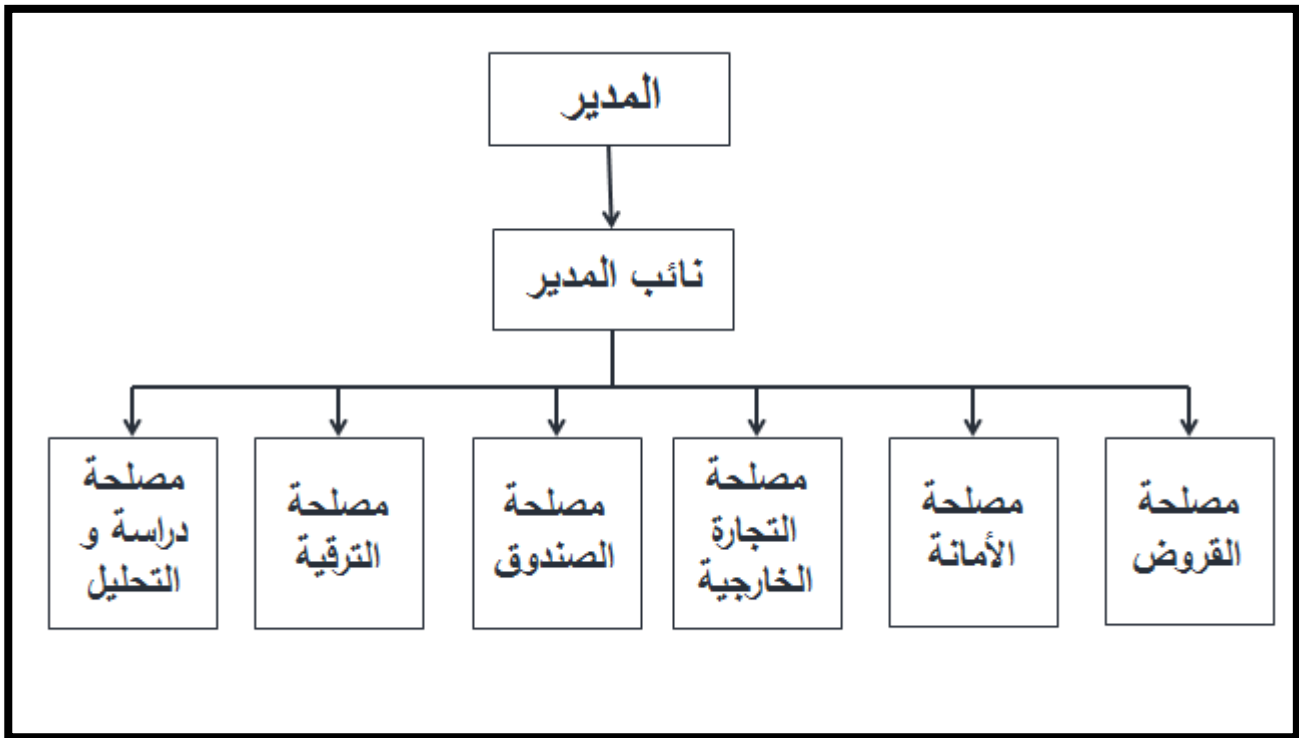 المدير
نائب المدير
مصلحة
القروض
مصلحة
الأمانة
مصلحة
التجارة
الخارجية
مصلحة
الصندوق
مصلحة
الترقية
مصلحة
دراسة و
التحليل